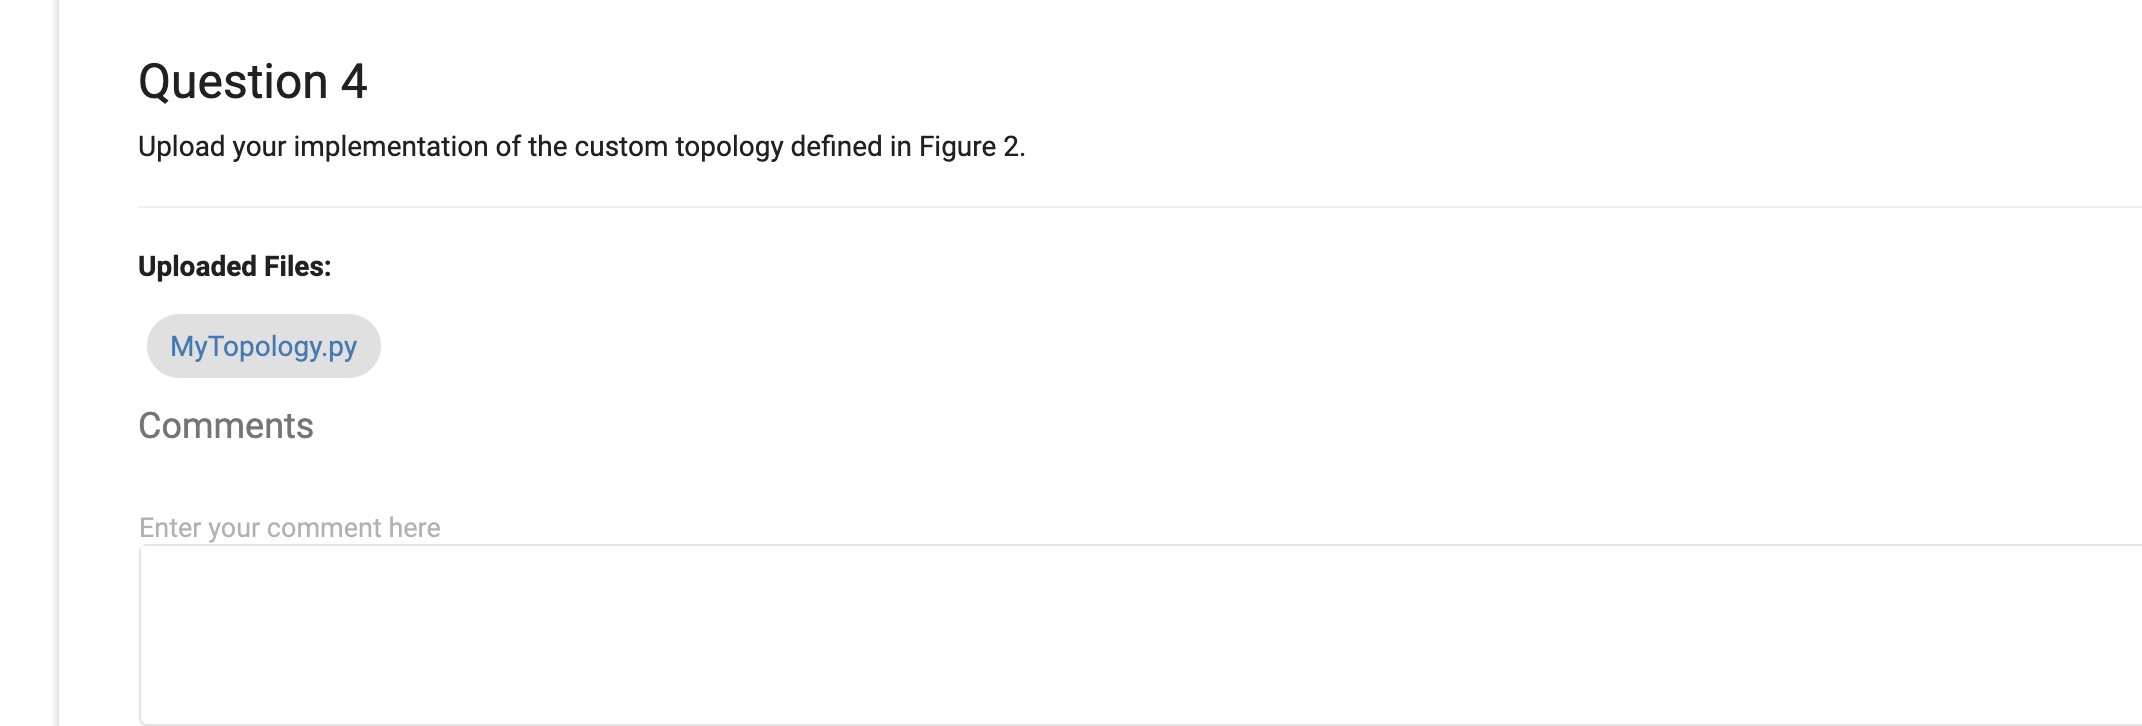 Question 4
Upload your implementation of the custom topology defined in Figure 2.
Uploaded Files:
MyTopology.py
Comments
Enter your comment here